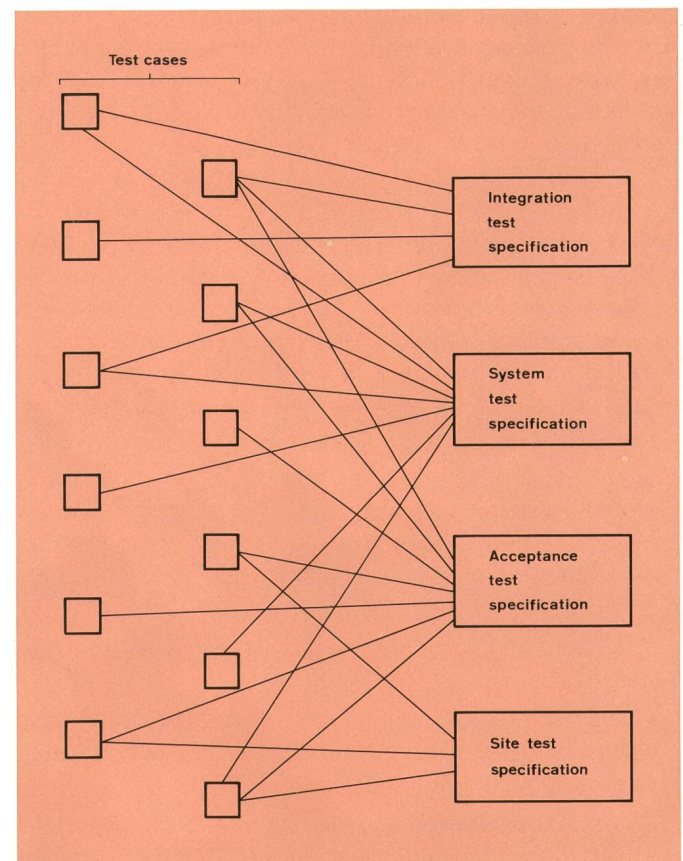 Test cases
Integration
test
specification
System
test
specification
Acceptance
test
specification
Site test
specification